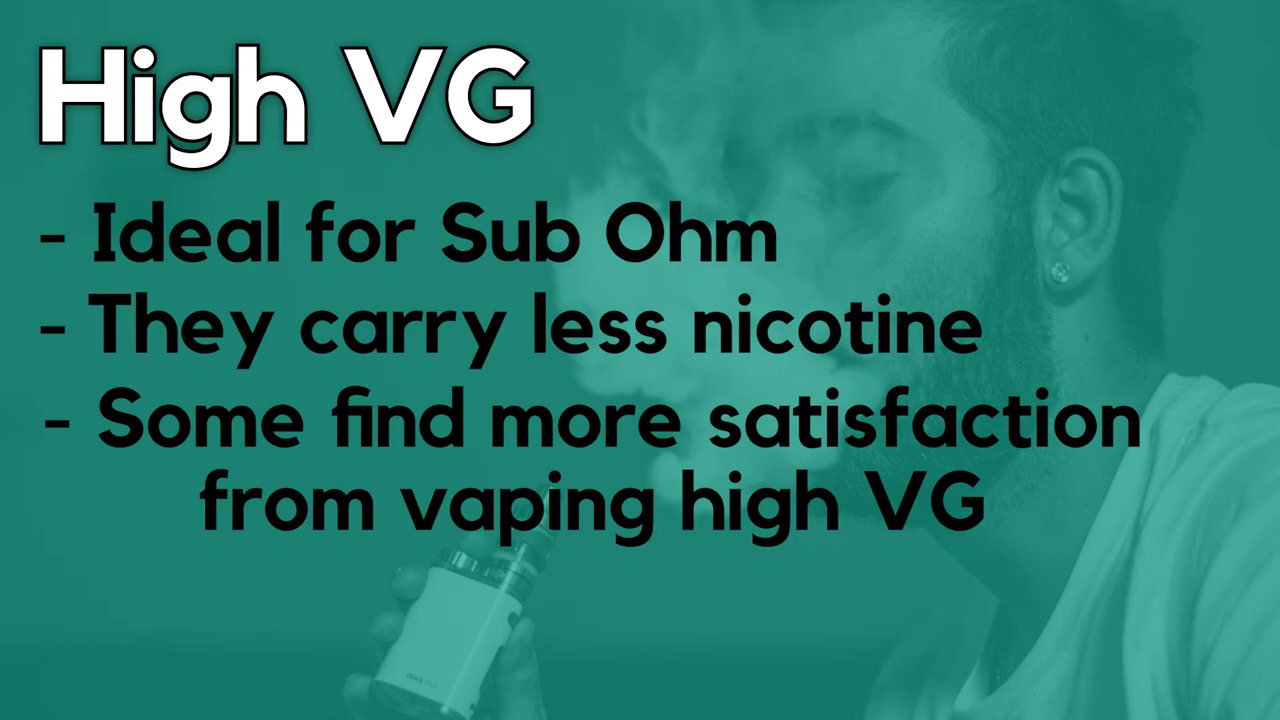 High VG
- Ideal for Sub Ohm
- They carry less nicotine
- Some find more satisfaction
from vaping high VG